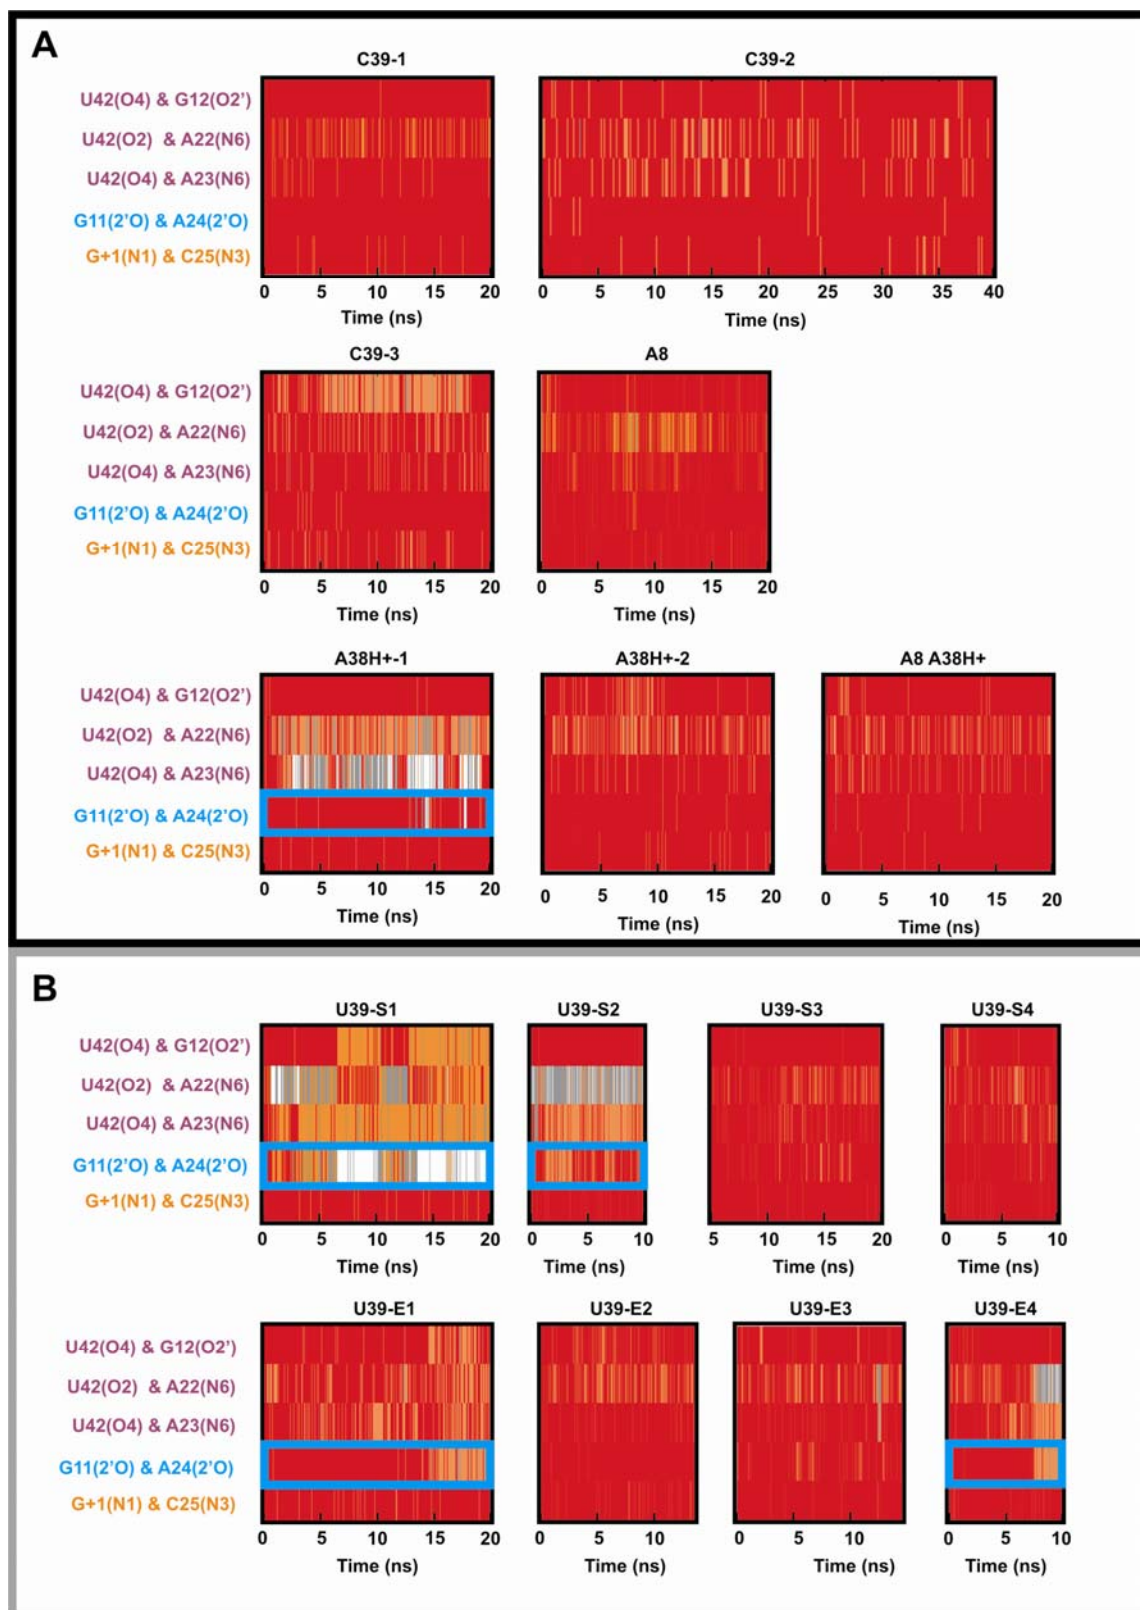 A
C39-1 C39-2
U42(O4) & G12(O2')
U42(O2) & A22(N6)
U42(O4) & A23(N6)
G11(2'O) & A24(2'O)
G+1(N1) & C25(N3)
0 5 10 15 20 0 5 10 15 20 25 30 35 40
Time (ns) Time (ns)
C39-3 A8
U42(O4) & G12(O2')
U42(O2) & A22(N6)
U42(O4) & A23(N6)
G11(2'O) & A24(2'O)
G+1(N1) & C25(N3)
0 5 10 15 20 0 5 10 15 20
Time (ns) Time (ns)
A38H+-1 A38H+-2 A8 A38H+
U42(O4) & G12(O2')
U42(O2) & A22(N6)
U42(O4) & A23(N6)
G11(2'O) & A24(2'O)
G+1(N1) & C25(N3)
0 5 10 15 20 0 5 10 15 20 0 5 10 15 20
Time (ns) Time (ns) Time (ns)
B
U39-S1 U39-S2 U39-S3 U39-S4
U42(O4) & G12(O2')
U42(O2) & A22(N6)
U42(O4) & A23(N6)
G11(2'O) & A24(2'O)
G+1(N1) & C25(N3)
0 5 10 15 20 0 5 10 5 10 15 20 0 5 10
Time (ns) Time (ns) Time (ns) Time (ns)
U39-E1 U39-E2 U39-E3 U39-E4
U42(O4) & G12(O2')
U42(O2) & A22(N6)
U42(O4) & A23(N6)
G11(2'O) & A24(2'O)
G+1(N1) & C25(N3)
0 5 10 15 20 0 5 10 0 5 10 0 5 10
Time (ns) Time (ns) Time (ns) Time (ns)